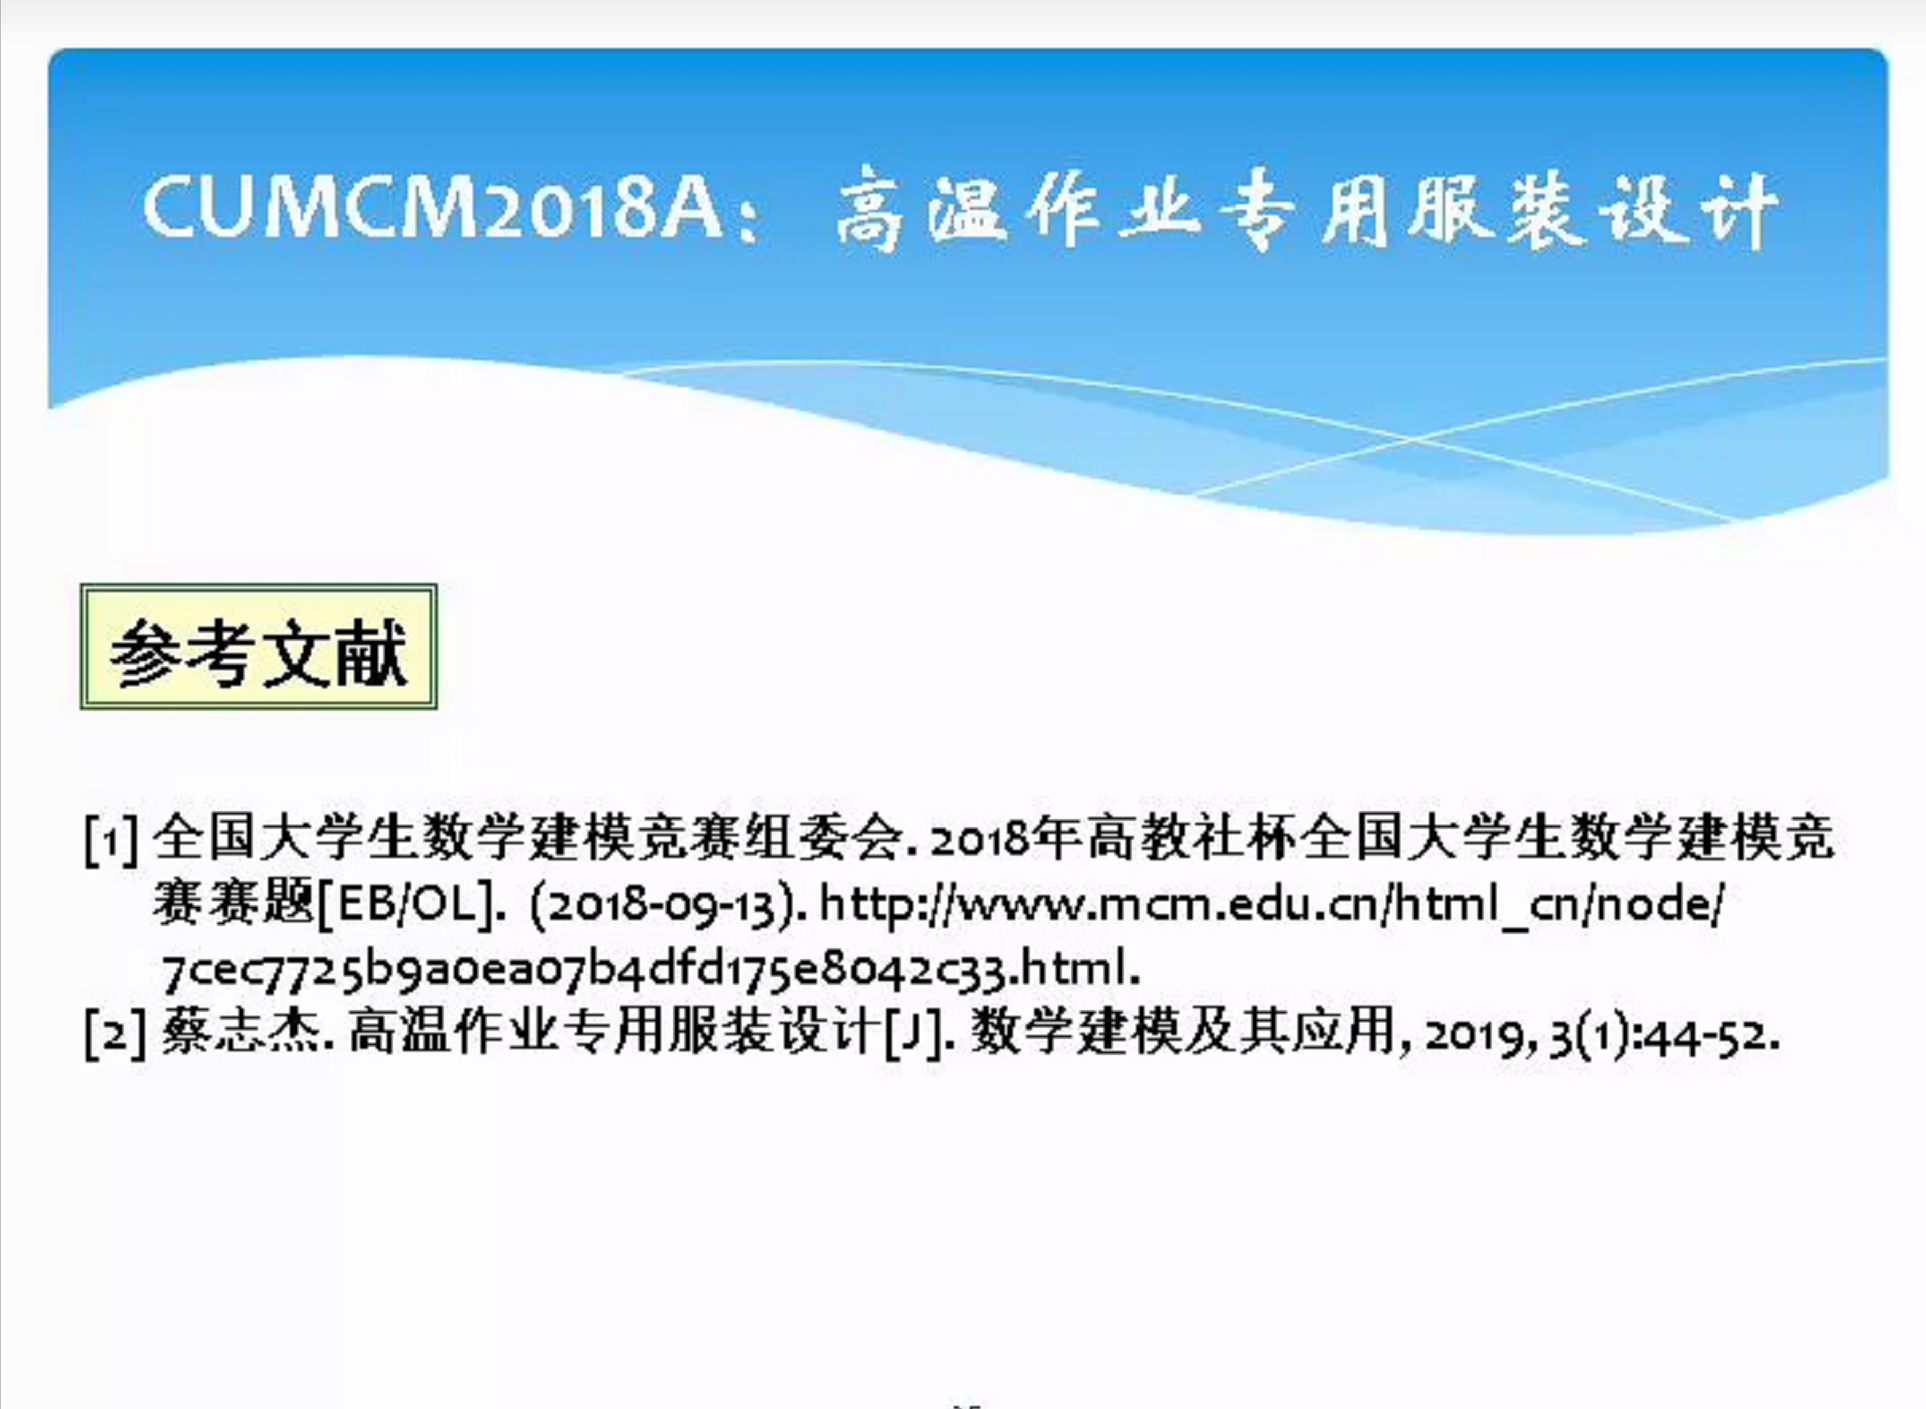 CUMCM2018A：高温作业专用服装设计
参考文献
[1] 全国大学生数学建模竞赛组委会. 2018年高教社杯全国大学生数学建模竞
赛赛题[EB/OL]. (2018-09-13). http://www.mcm.edu.cn/html_cn/node/
7cec7725b9a0ea07b4dfd175e8042c33.html.
[2] 蔡志杰. 高温作业专用服装设计[J]. 数学建模及其应用, 2019, 3(1):44-52.